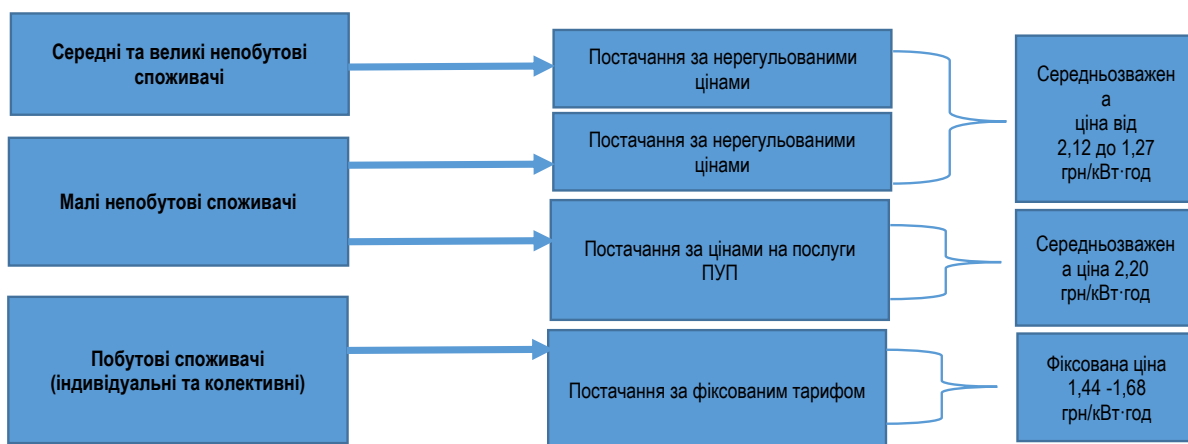 Середні та великі непобутові
споживачі
Постачання за нерегульованими
цінами
Середньозважен
а
ціна від
2,12 до 1,27
грн/кВт·год
Малі непобутові споживачі
Постачання за нерегульованими
цінами
Постачання за цінами на послуги
ПУП
Середньозважен
а ціна 2,20
грн/кВт·год
Побутові споживачі
(індивідуальні та колективні)
Постачання за фіксованим тарифом
Фіксована ціна
1,44 -1,68
грн/кВт·год